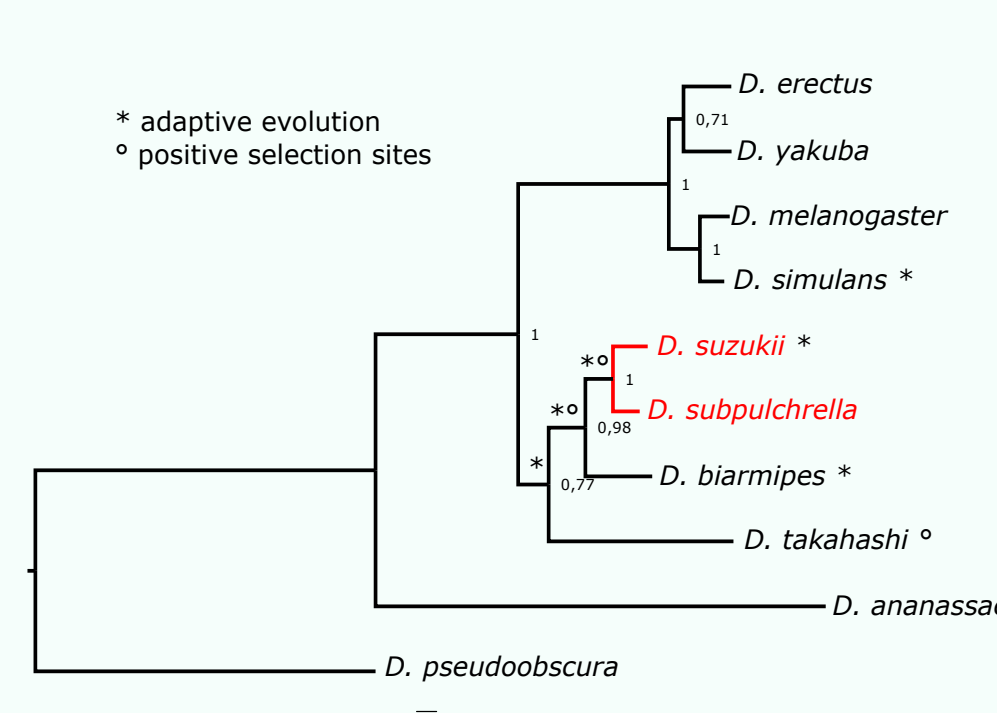 * adaptive evolution
° positive selection sites
D. erectus
0,71
D. yakuba
1
D. melanogaster
1
D. simulans *
1
D. suzukii *
*°
1
D. subpulchrella
*°
0,98
*
D. biarmipes *
0,77
D. takahashi °
D. ananassa
D. pseudoobscura